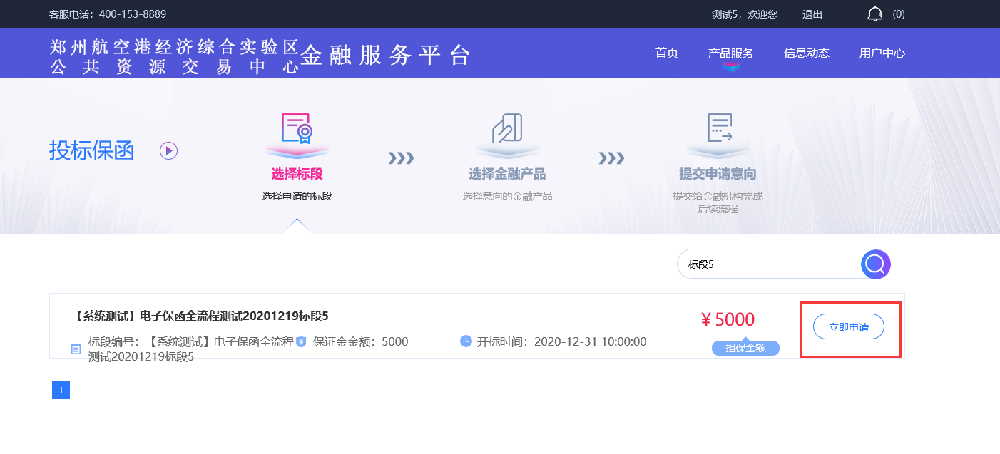 客服电话：400-153-8889
测试5，欢迎您 退出 (0)
郑州航空港经济综合实验区
公共资源交易中心
金融服务平台
首页 产品服务 信息动态 用户中心
投标保函
选择标段
选择申请的标段
选择金融产品
选择意向的金融产品
提交申请意向
提交给金融机构完成
后续流程
标段5
【系统测试】电子保函全流程测试20201219标段5
标段编号：【系统测试】电子保函全流程
测试20201219标段5
保证金金额：5000
开标时间：2020-12-31 10:00:00
￥5000
担保金额
立即申请
1